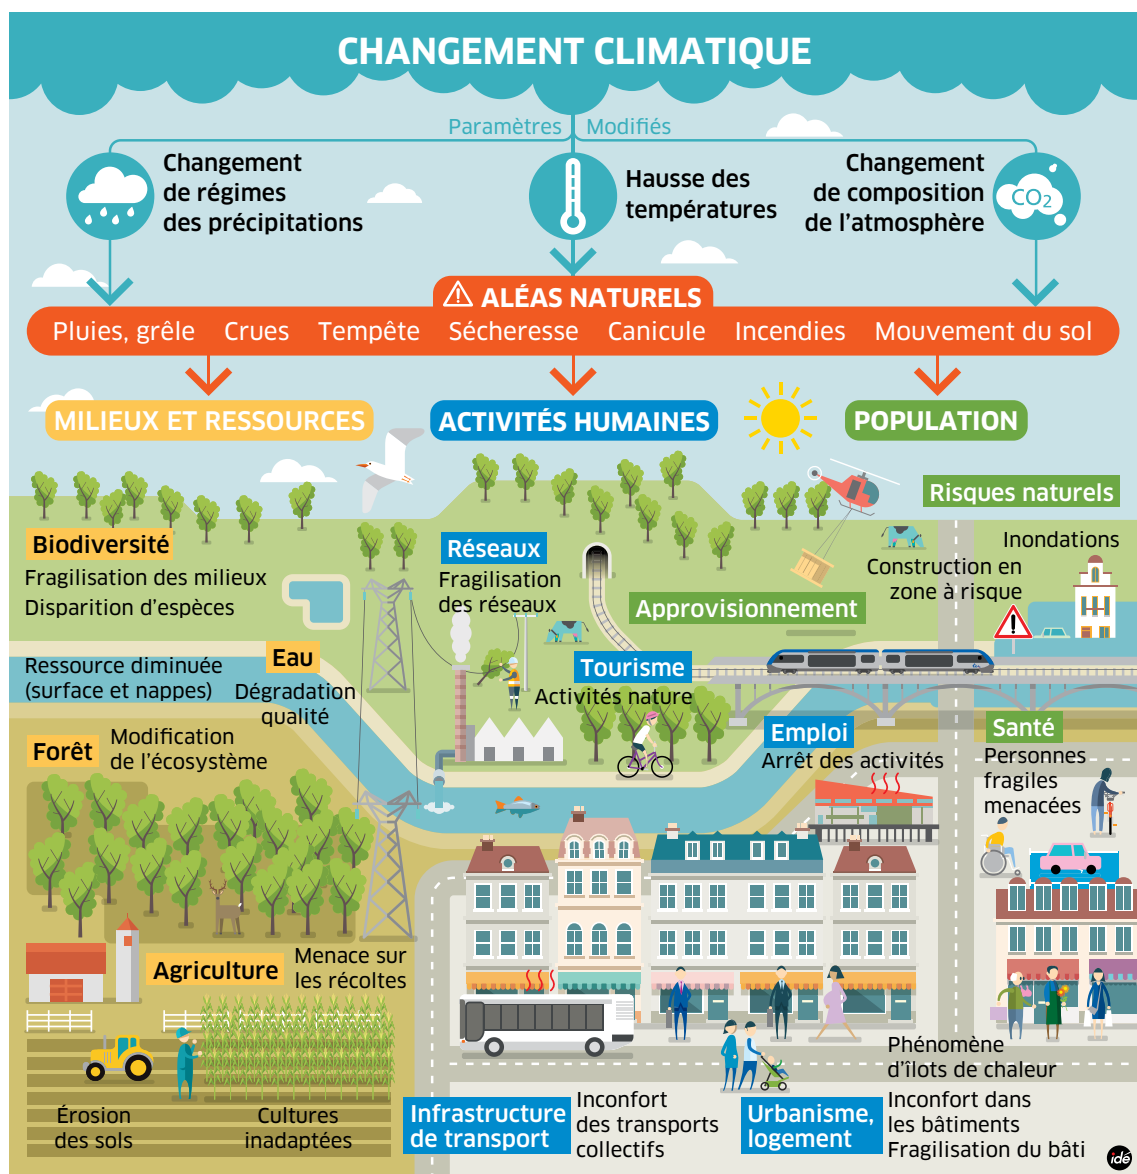 CHANGEMENT CLIMATIQUE
Paramètres Modifiés
Changement
de régimes
des précipitations
Hausse des
températures
Changement
de composition
de l'atmosphère
CO2
ALÉAS NATURELS
Pluies, grêle Crues Tempête Sécheresse Canicule Incendies Mouvement du sol
MILIEUX ET RESSOURCES
ACTIVITÉS HUMAINES
POPULATION
Risques naturels
Inondations
Construction en
zone à risque
Biodiversité
Fragilisation des milieux
Disparition d'espèces
Réseaux
Fragilisation
des réseaux
Approvisionnement
Eau
Ressource diminuée
(surface et nappes)
Dégradation
qualité
Tourisme
Activités nature
Forêt
Modification
de l'écosystème
Emploi
Arrêt des activités
Santé
Personnes
fragiles
menacées
Agriculture
Menace sur
les récoltes
Érosion
des sols
Cultures
inadaptées
Infrastructure
de transport
Inconfort
des transports
collectifs
Urbanisme,
logement
Phénomène
d'îlots de chaleur
Inconfort dans
les bâtiments
Fragilisation du bâti
idé